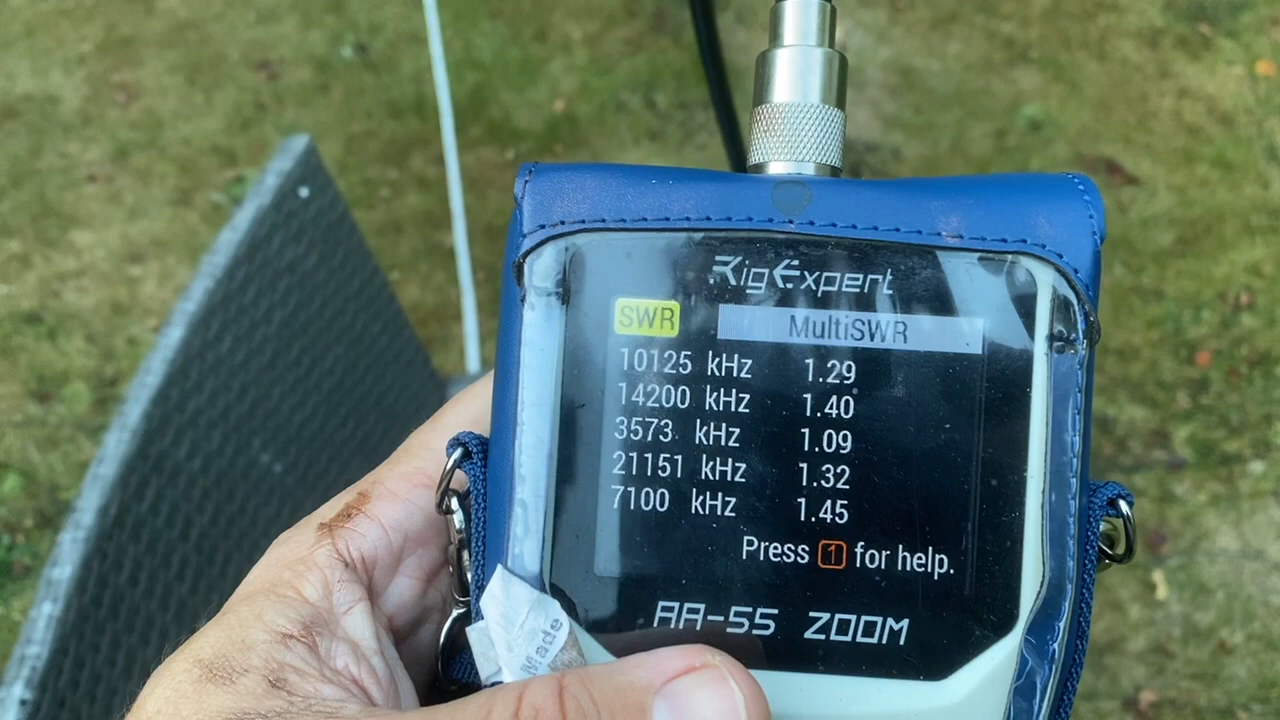 RigExpert
SWR MultiSWR
10125 kHz 1.29
14200 kHz 1.40
3573 kHz 1.09
21151 kHz 1.32
7100 kHz 1.45
Press 1 for help.
AA-55 ZOOM
Made